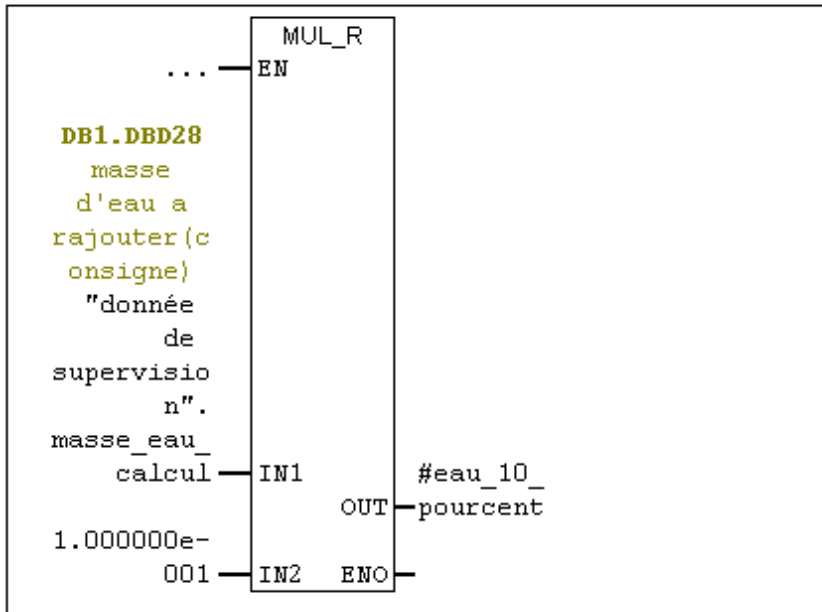 MUL_R
... EN
DB1.DBD28
masse
d'eau a
rajouter(c
onsigne)
"donnée
de
supervisio
n".
masse_eau_
calcul IN1 #eau_10_
OUT pourcent
1.000000e-
001 IN2 ENO